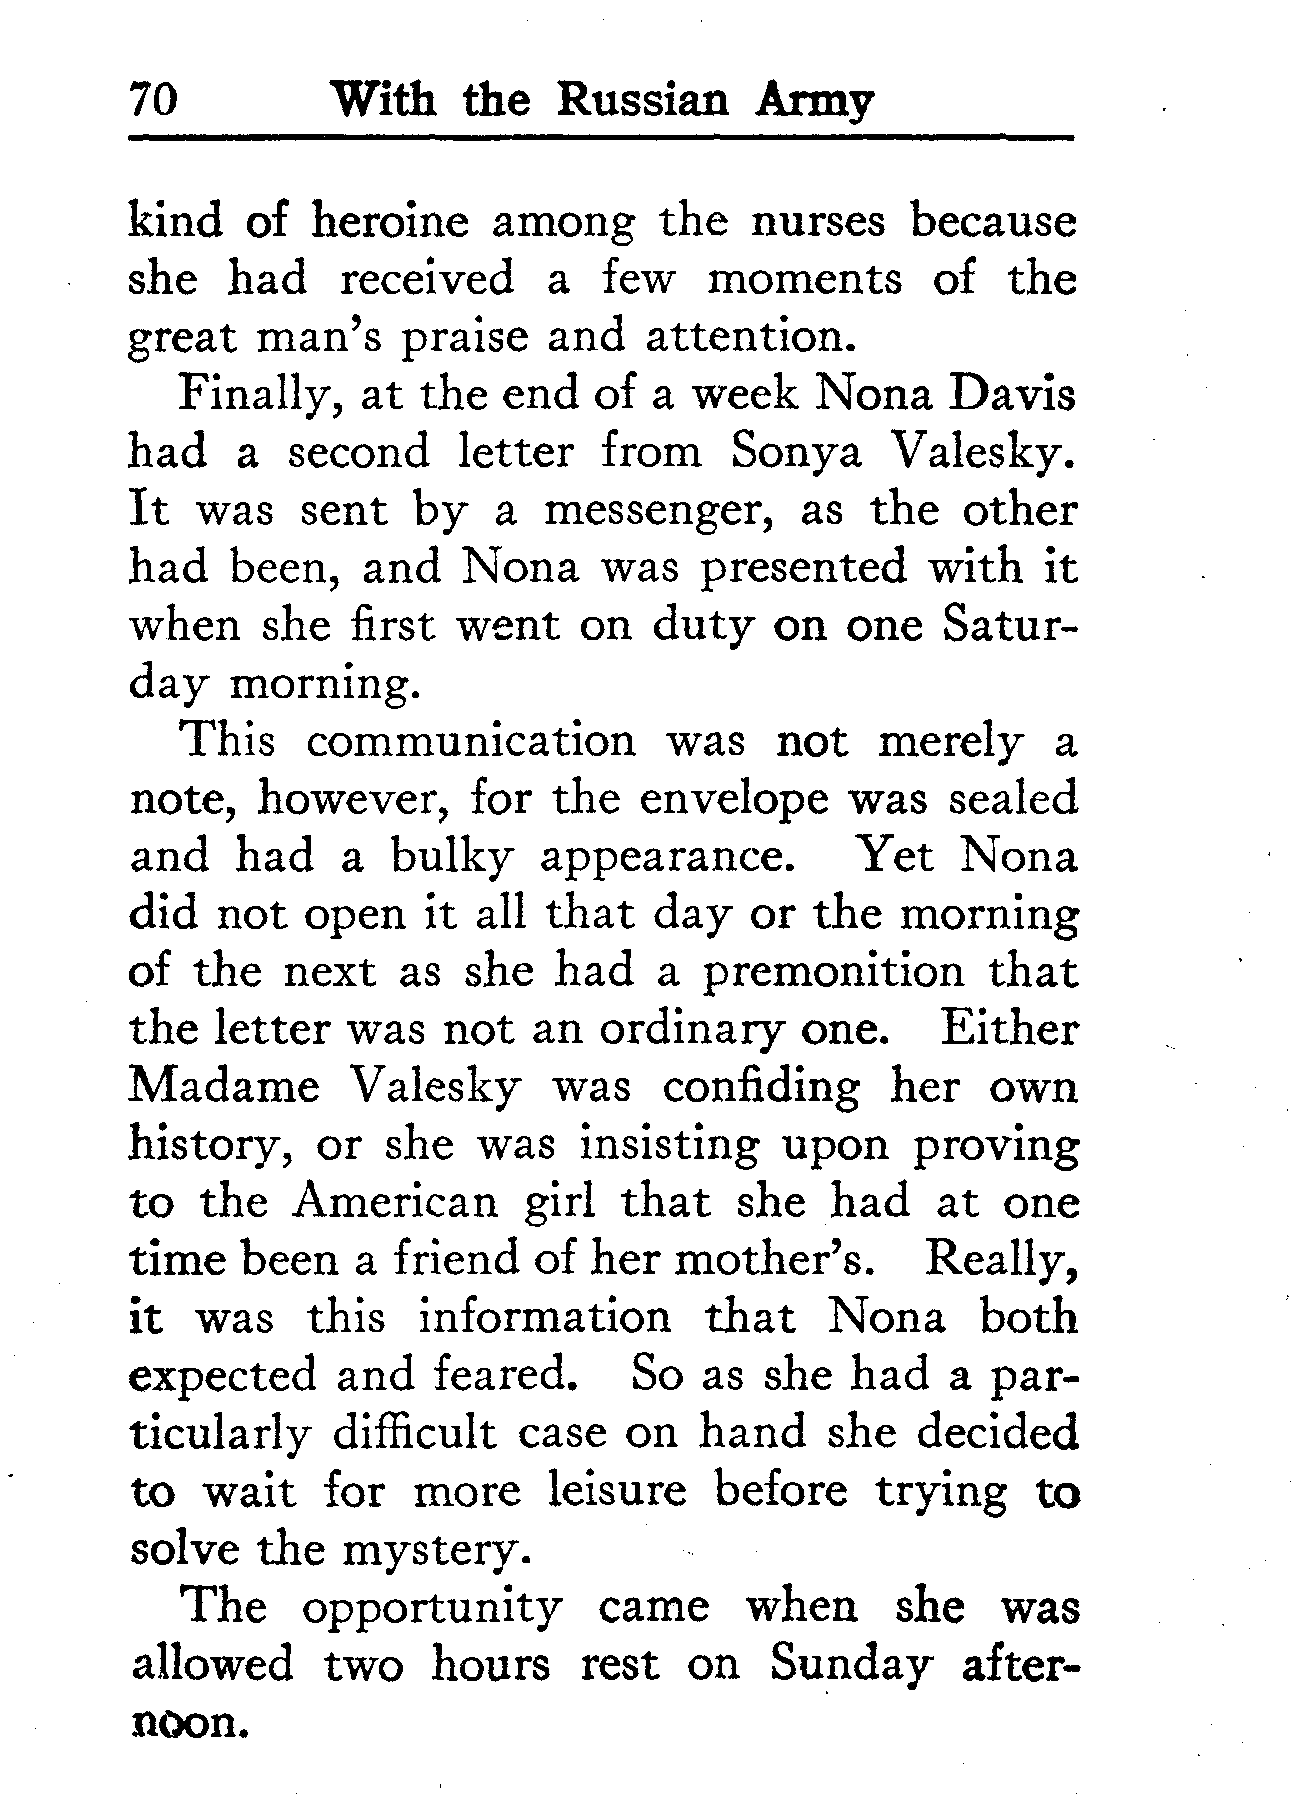 70 With the Russian Army
kind of heroine among the nurses because
she had received a few moments of the
great man's praise and attention.
Finally, at the end of a week Nona Davis
had a second letter from Sonya Valesky.
It was sent by a messenger, as the other
had been, and Nona was presented with it
when she first went on duty on one Satur-
day morning.
This communication was not merely a
note, however, for the envelope was sealed
and had a bulky appearance. Yet Nona
did not open it all that day or the morning
of the next as she had a premonition that
the letter was not an ordinary one. Either
Madame Valesky was confiding her own
history, or she was insisting upon proving
to the American girl that she had at one
time been a friend of her mother's. Really,
it was this information that Nona both
expected and feared. So as she had a par-
ticularly difficult case on hand she decided
to wait for more leisure before trying to
solve the mystery.
The opportunity came when she was
allowed two hours rest on Sunday after-
noon.